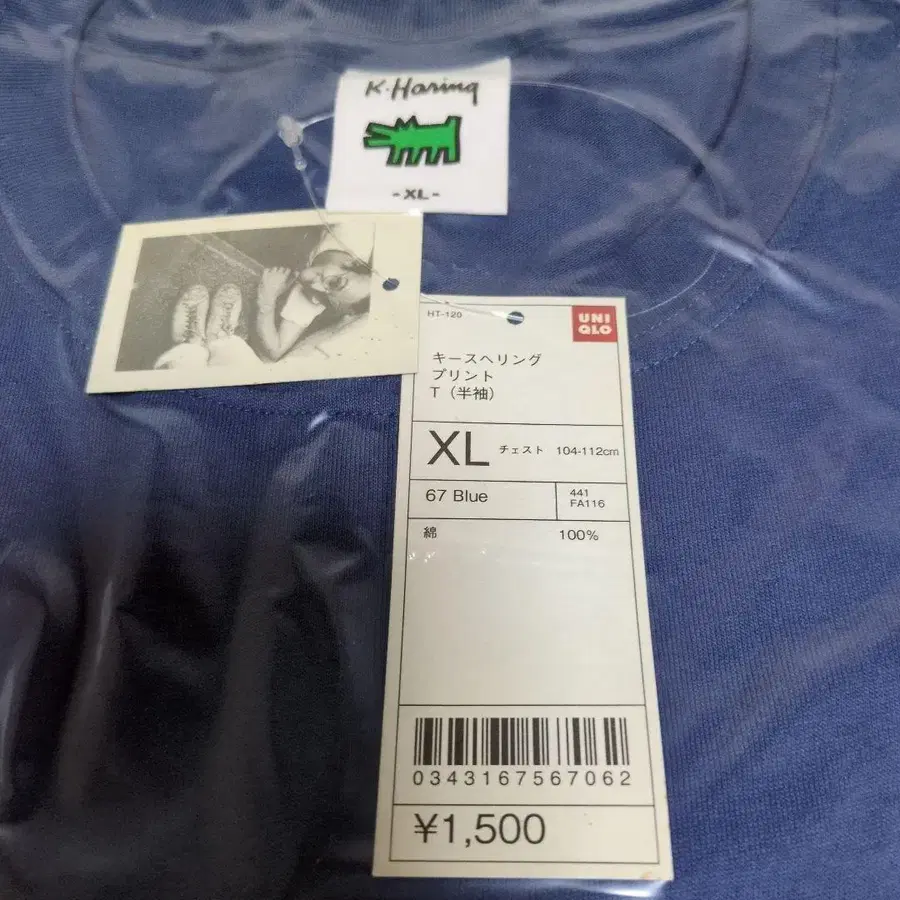 K·Haring
-XL-
HT-120
UNI
QLO
キースヘリング
プリント
T（半袖）
XL チェスト 104-112cm
67 Blue
441
FA116
綿 100%
0343167567062
¥1,500